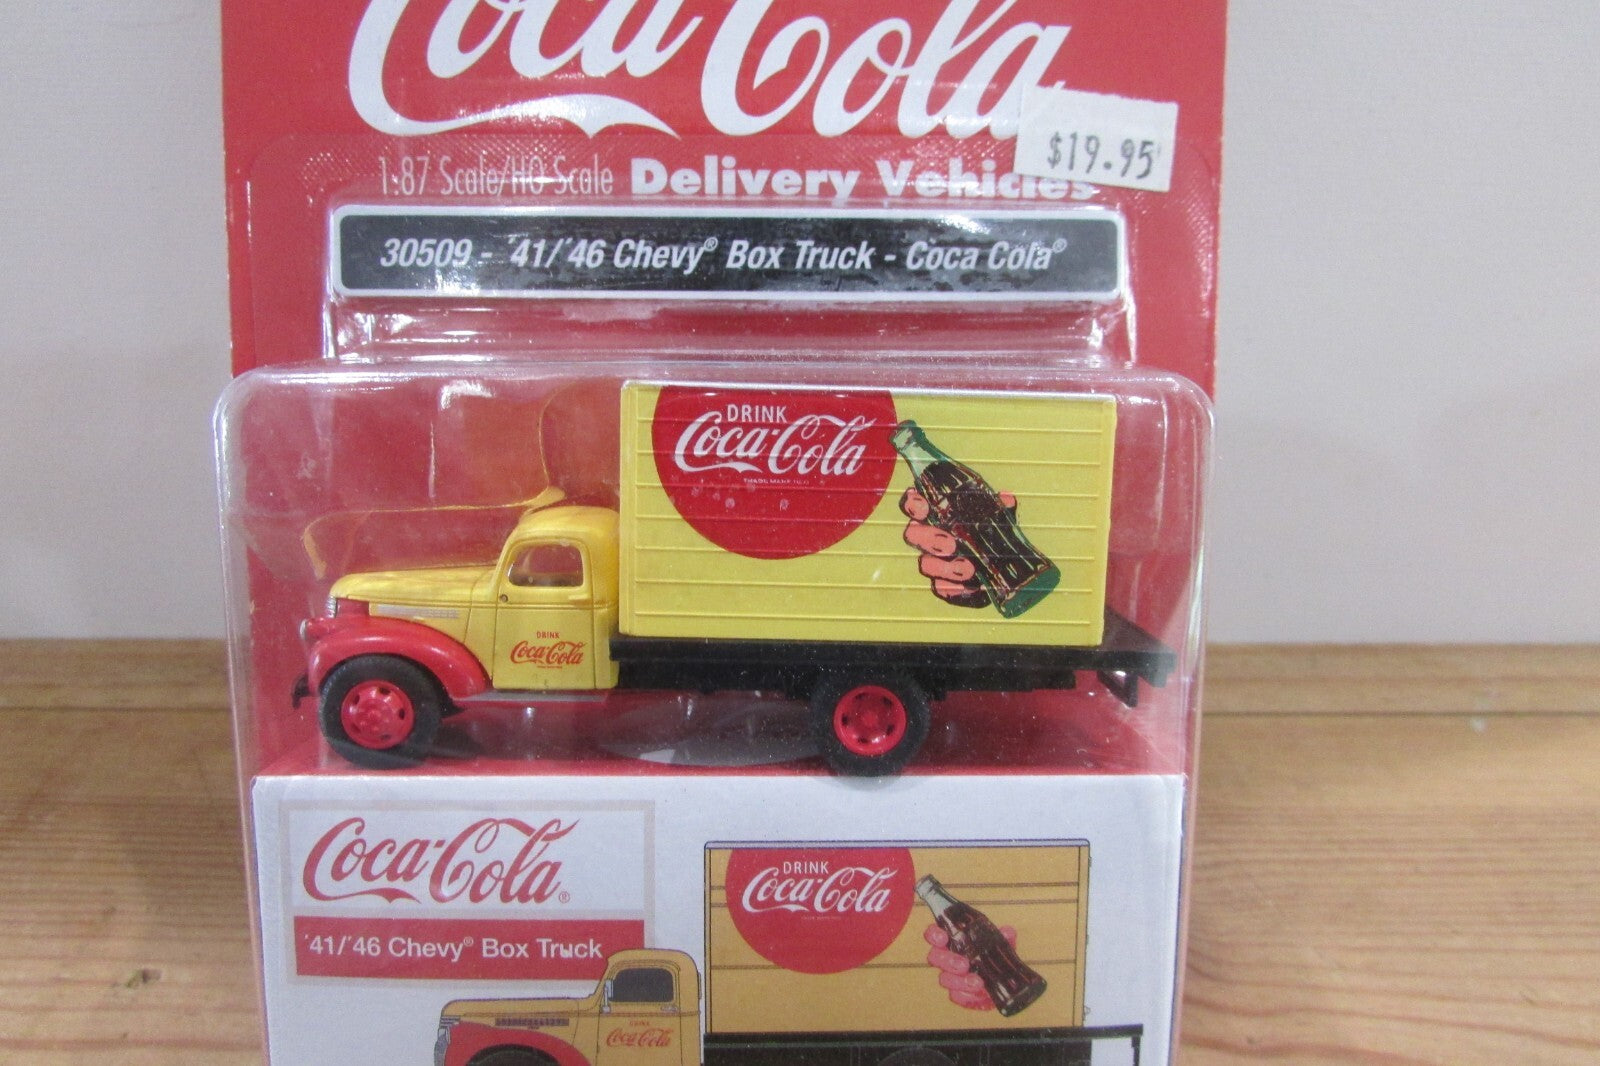 Coca Cola
$19.95
1:87 Scale/HO Scale Delivery Vehicles
30509 - '41/'46 Chevy® Box Truck - Coca Cola®
DRINK
Coca-Cola
DRINK
Coca-Cola
Coca-Cola®
'41/'46 Chevy® Box Truck
DRINK
Coca-Cola
DRINK
Coca-Cola